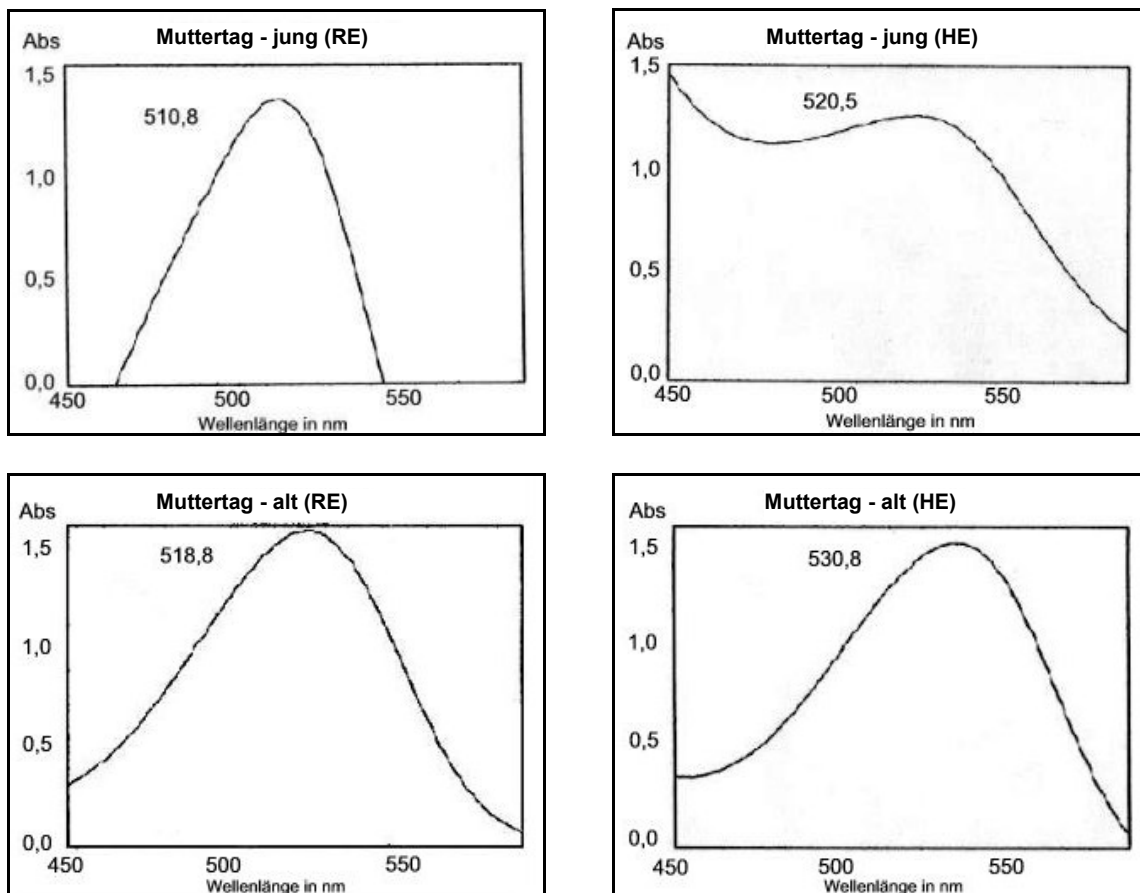 Muttertag - jung (RE)
Abs
1,5
510,8
1,0
0,5
0,0
450 500 550
Wellenlänge in nm
Muttertag - jung (HE)
Abs
1,5
520,5
1,0
0,5
0,0
450 500 550
Wellenlänge in nm
Muttertag - alt (RE)
Abs
1,5
518,8
1,0
0,5
0,0
450 500 550
Wellenlänge in nm
Muttertag - alt (HE)
Abs
1,5
530,8
1,0
0,5
0,0
450 500 550
Wellenlänge in nm